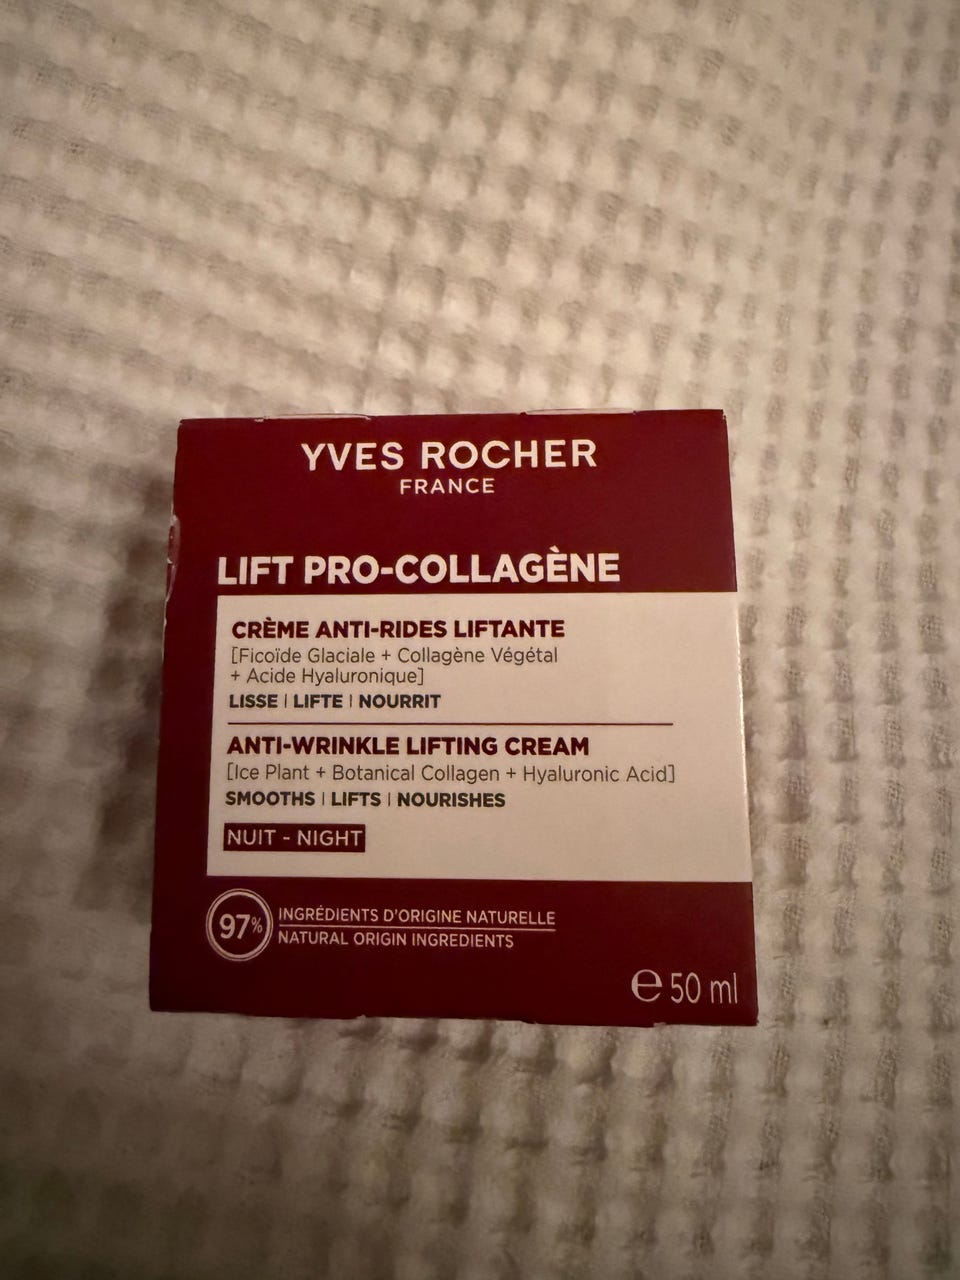 YVES ROCHER
FRANCE
LIFT PRO-COLLAGÈNE
CRÈME ANTI-RIDES LIFTANTE
[Ficoïde Glaciale + Collagène Végétal
+ Acide Hyaluronique]
LISSE | LIFTE | NOURRIT
ANTI-WRINKLE LIFTING CREAM
[Ice Plant + Botanical Collagen + Hyaluronic Acid]
SMOOTHS | LIFTS | NOURISHES
NUIT - NIGHT
97%
INGRÉDIENTS D'ORIGINE NATURELLE
NATURAL ORIGIN INGREDIENTS
℮ 50 ml